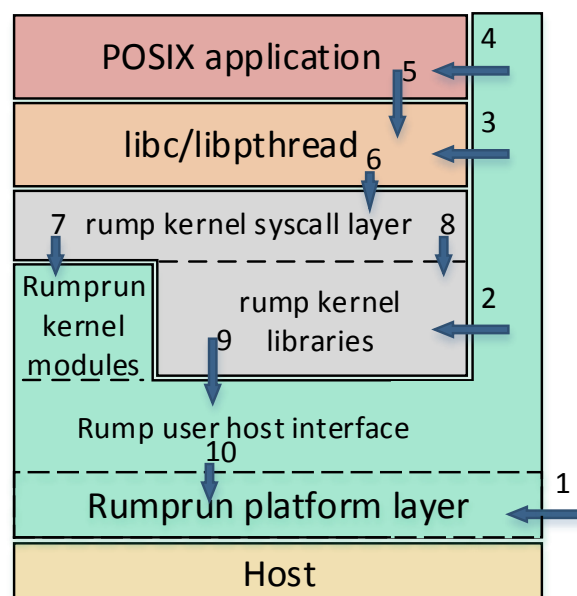 POSIX application
4
5
libc/libpthread
3
6
7
rump kernel syscall layer
8
Rumprun
kernel
modules
rump kernel
libraries
2
9
Rump user host interface
10
Rumprun platform layer
1
Host